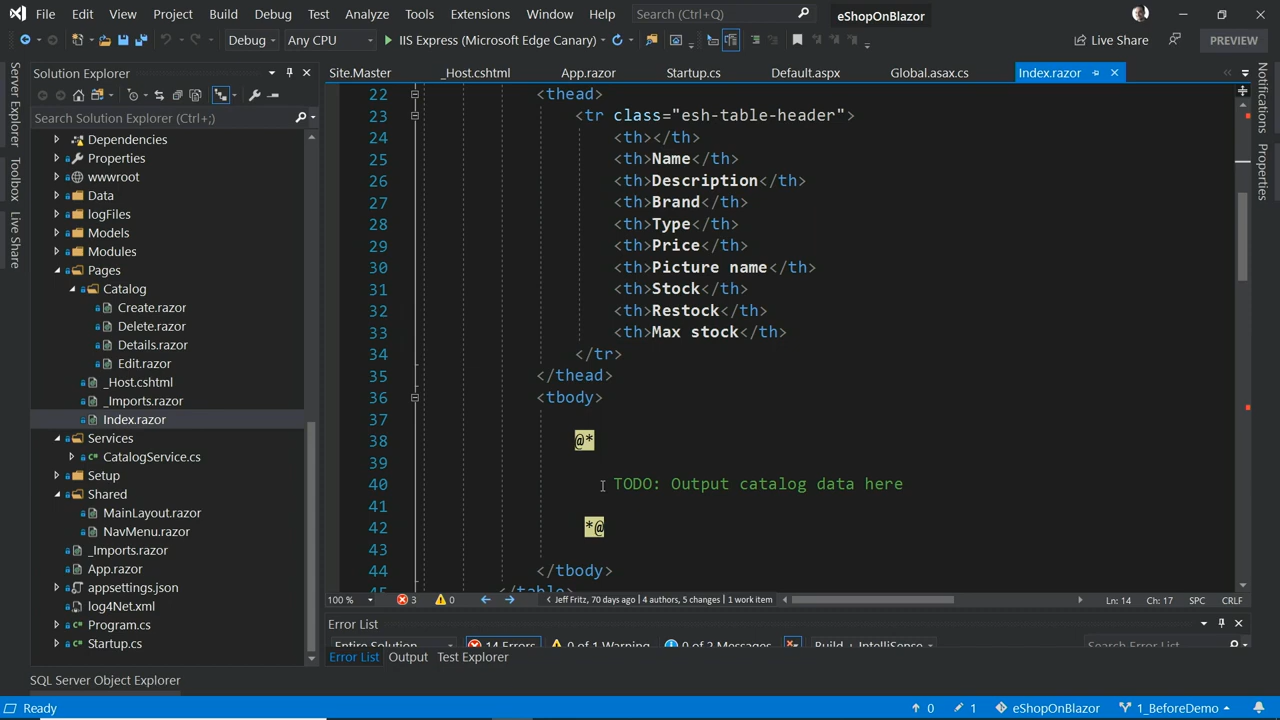 File Edit View Project Build Debug Test Analyze Tools Extensions Window Help Search (Ctrl+Q) eShopOnBlazor
Debug Any CPU IIS Express (Microsoft Edge Canary) Live Share PREVIEW
Server Explorer
Toolbox
Live Share
Solution Explorer
Search Solution Explorer (Ctrl+;)
Dependencies
Properties
wwwroot
Data
logFiles
Models
Modules
Pages
Catalog
Create.razor
Delete.razor
Details.razor
Edit.razor
_Host.cshtml
_Imports.razor
Index.razor
Services
CatalogService.cs
Setup
Shared
MainLayout.razor
NavMenu.razor
_Imports.razor
App.razor
appsettings.json
log4Net.xml
Program.cs
Startup.cs
SQL Server Object Explorer
Site.Master _Host.cshtml App.razor Startup.cs Default.aspx Global.asax.cs Index.razor
22 <thead>
23 <tr class="esh-table-header">
24 <th></th>
25 <th>Name</th>
26 <th>Description</th>
27 <th>Brand</th>
28 <th>Type</th>
29 <th>Price</th>
30 <th>Picture name</th>
31 <th>Stock</th>
32 <th>Restock</th>
33 <th>Max stock</th>
34 </tr>
35 </thead>
36 <tbody>
37
38 @*
39
40 TODO: Output catalog data here
41
42 *@
43
44 </tbody>
45 </table>
100 % 3 0 Jeff Fritz, 70 days ago | 4 authors, 5 changes | 1 work item Ln: 14 Ch: 17 SPC CRLF
Error List
Entire Solution 14 Errors 0 of 1 Warning 0 of 2 Messages Build + IntelliSense Search Error List
Error List Output Test Explorer
Notifications
Properties
Ready 0 1 eShopOnBlazor 1_BeforeDemo